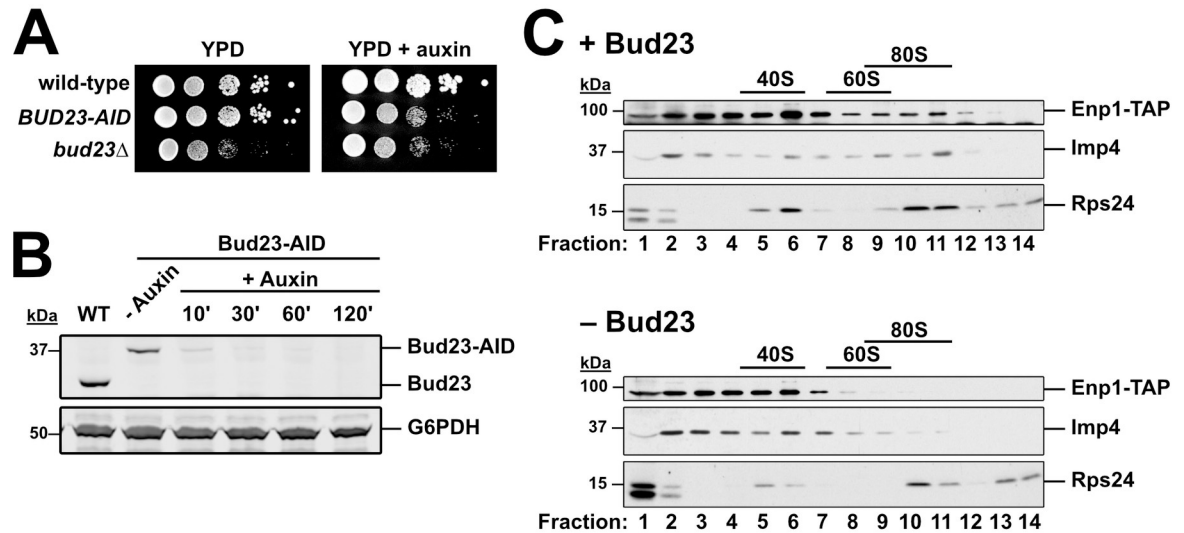 A
YPD
YPD + auxin
wild-type
BUD23-AID
bud23Δ
B
Bud23-AID
- Auxin
+ Auxin
kDa
WT
10'
30'
60'
120'
37
Bud23-AID
Bud23
50
G6PDH
C
+ Bud23
80S
40S
60S
kDa
100
Enp1-TAP
37
Imp4
15
Rps24
Fraction: 1 2 3 4 5 6 7 8 9 10 11 12 13 14
– Bud23
80S
40S
60S
kDa
100
Enp1-TAP
37
Imp4
15
Rps24
Fraction: 1 2 3 4 5 6 7 8 9 10 11 12 13 14